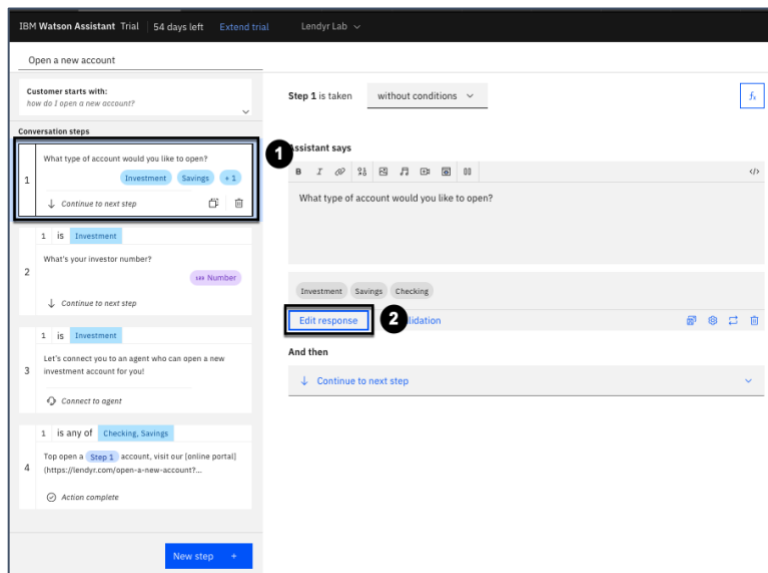 IBM Watson Assistant Trial 54 days left Extend trial Lendyr Lab
Open a new account
Customer starts with:
how do I open a new account?
Conversation steps
1
What type of account would you like to open?
Investment Savings + 1
Continue to next step
1 is Investment
2
What's your investor number?
Number
Continue to next step
1 is Investment
3
Let's connect you to an agent who can open a new
investment account for you!
Connect to agent
1 is any of Checking, Savings
4
Top open a Step 1 account, visit our [online portal]
(https://lendyr.com/open-a-new-account?...
Action complete
New step +
Step 1 is taken without conditions
fx
1
Assistant says
B I </>
What type of account would you like to open?
Investment Savings Checking
Edit response 2 lidation
And then
Continue to next step